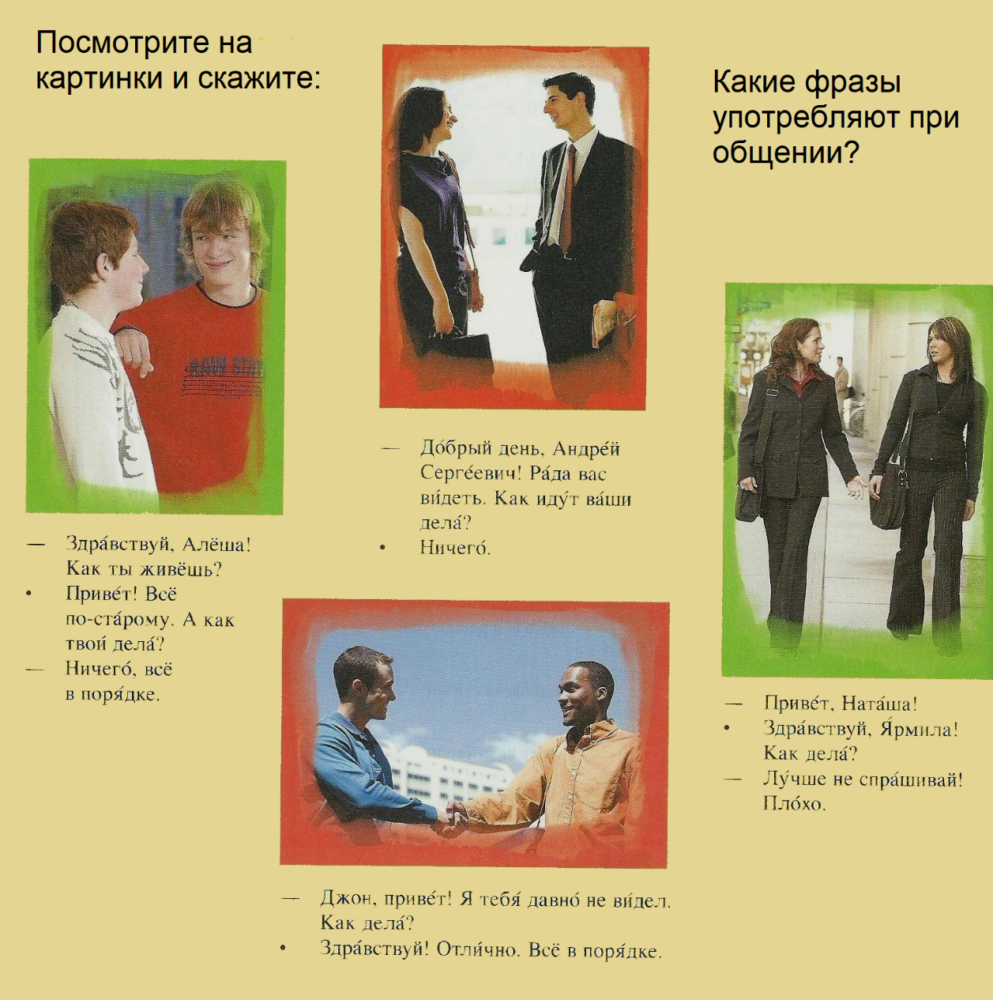 Посмотрите на
картинки и скажите:
Какие фразы
употребляют при
общении?
— Здра́вствуй, Алёша!
Как ты живёшь?
• Приве́т! Всё
по-ста́рому. А как
твои́ дела́?
— Ничего́, всё
в поря́дке.
— До́брый день, Андре́й
Серге́евич! Ра́да вас
ви́деть. Как иду́т ва́ши
дела́?
• Ничего́.
— Приве́т, Ната́ша!
• Здра́вствуй, Я́рмила!
Как дела́?
— Лу́чше не спра́шивай!
Пло́хо.
— Джон, приве́т! Я тебя́ давно́ не ви́дел.
Как дела́?
• Здра́вствуй! Отли́чно. Всё в поря́дке.